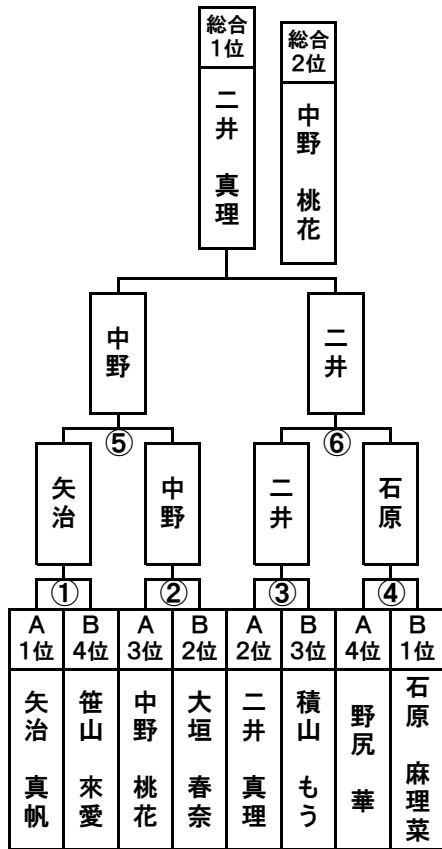 総合
1位
二井 真理
総合
2位
中野 桃花
中野
二井
⑤
⑥
矢治
中野
二井
石原
①
②
③
④
A
1位
B
4位
A
3位
B
2位
A
2位
B
3位
A
4位
B
1位
矢治 真帆
笹山 來愛
中野 桃花
大垣 春奈
二井 真理
積山 もう
野尻 華
石原 麻理菜